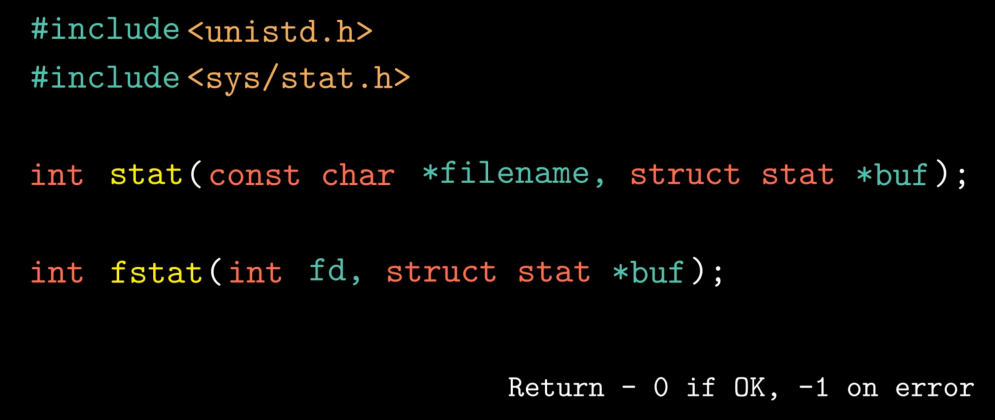 #include <unistd.h>
#include <sys/stat.h>
int stat(const char *filename, struct stat *buf);
int fstat(int fd, struct stat *buf);
Return - 0 if OK, -1 on error